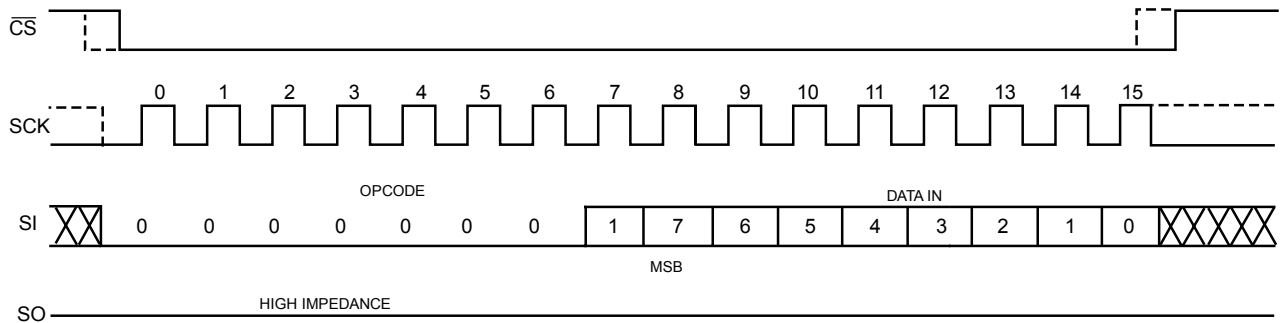 CS
0 1 2 3 4 5 6 7 8 9 10 11 12 13 14 15
SCK
OPCODE DATA IN
SI 0 0 0 0 0 0 0 1 7 6 5 4 3 2 1 0
MSB
HIGH IMPEDANCE
SO